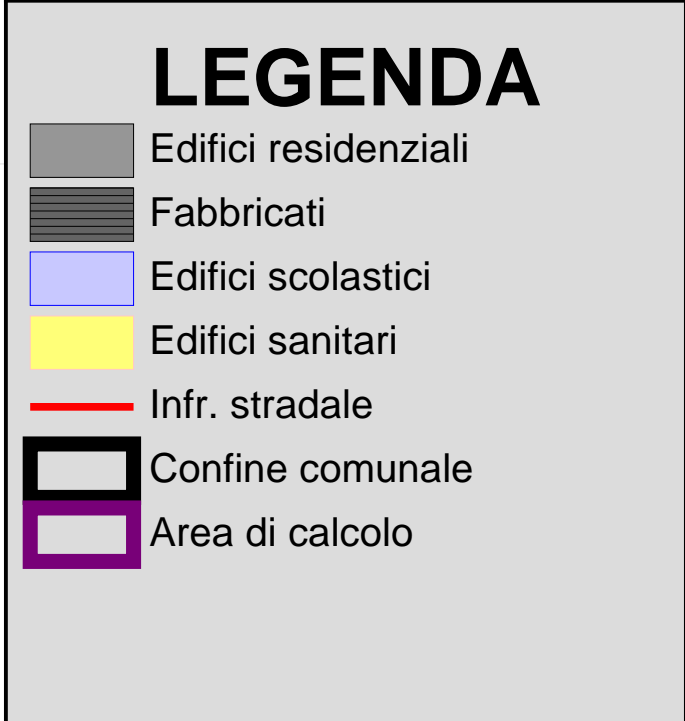 LEGENDA
Edifici residenziali
Fabbricati
Edifici scolastici
Edifici sanitari
Infr. stradale
Confine comunale
Area di calcolo